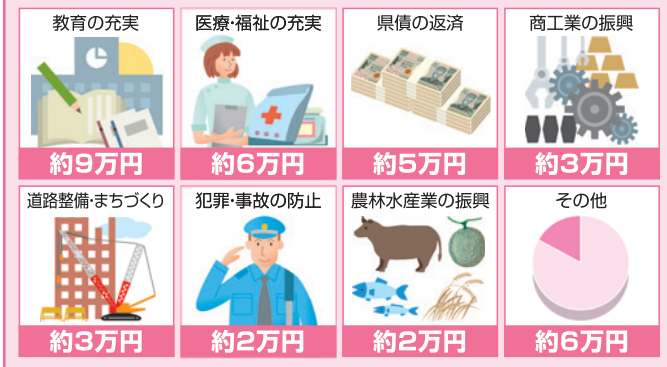 教育の充実
約9万円
医療・福祉の充実
約6万円
県債の返済
約5万円
商工業の振興
約3万円
道路整備・まちづくり
約3万円
犯罪・事故の防止
約2万円
農林水産業の振興
約2万円
その他
約6万円